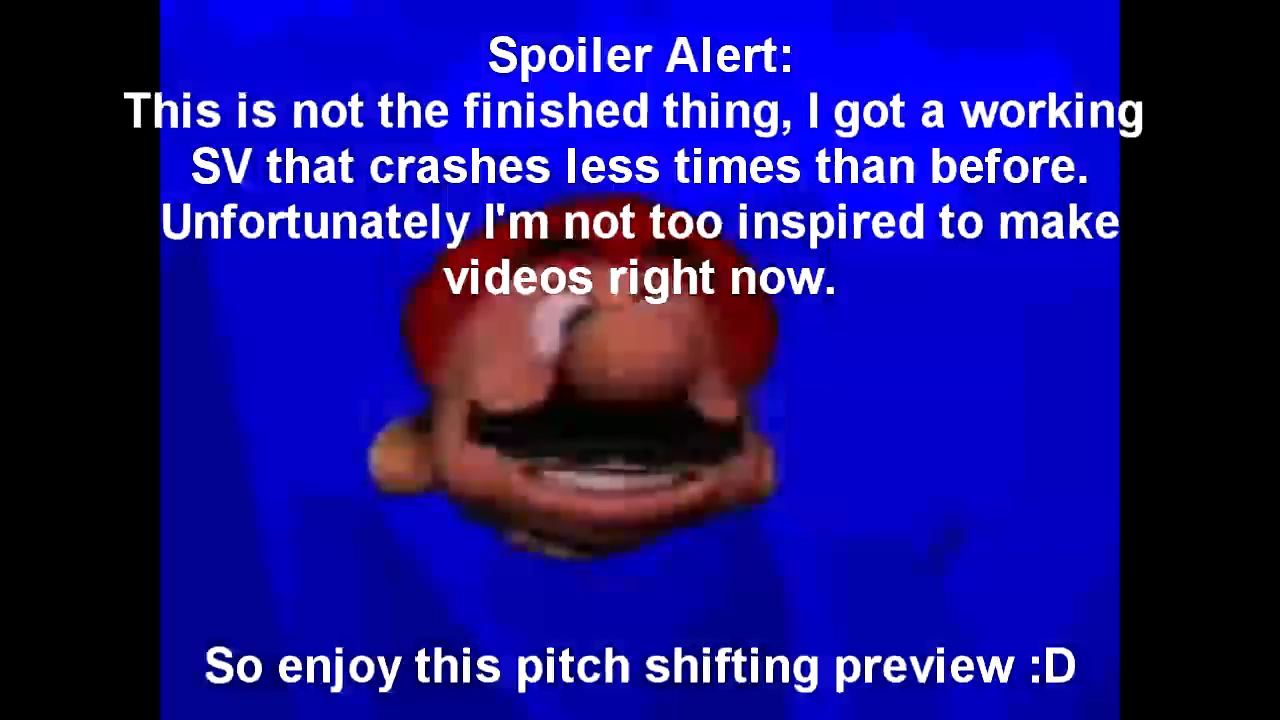 Spoiler Alert:
This is not the finished thing, I got a working
SV that crashes less times than before.
Unfortunately I'm not too inspired to make
videos right now.
So enjoy this pitch shifting preview :D